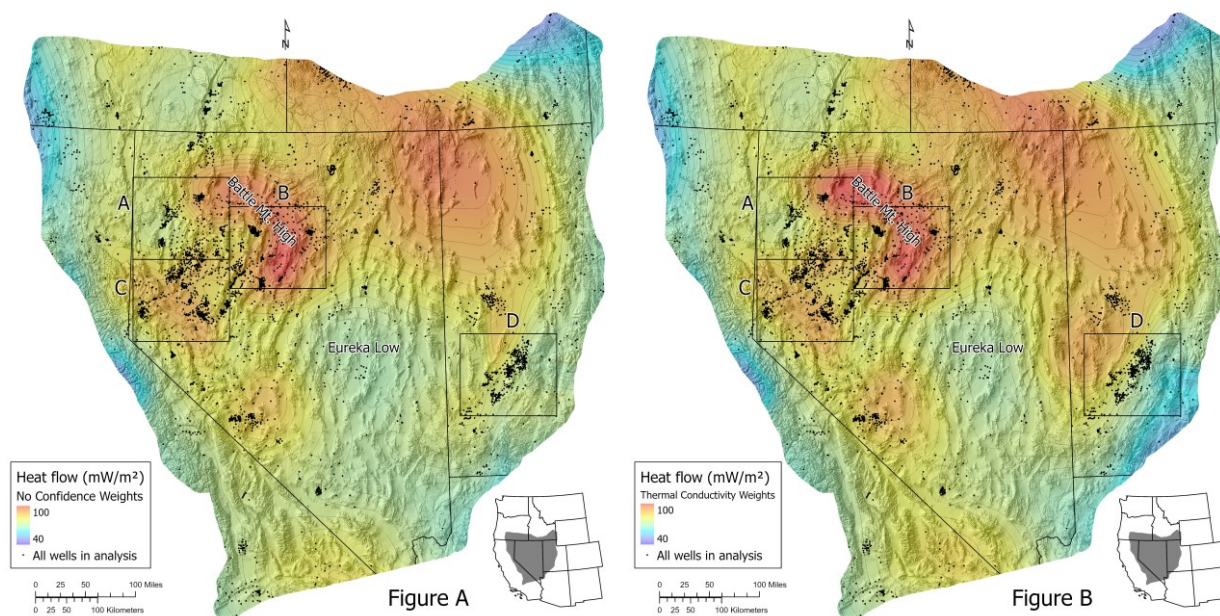 N
A
B
Battle Mt. High
C
D
Eureka Low
Heat flow (mW/m²)
No Confidence Weights
100
40
All wells in analysis
0 25 50 100 Miles
0 25 50 100 Kilometers
Figure A
N
A
B
Battle Mt. High
C
D
Eureka Low
Heat flow (mW/m²)
Thermal Conductivity Weights
100
40
All wells in analysis
0 25 50 100 Miles
0 25 50 100 Kilometers
Figure B